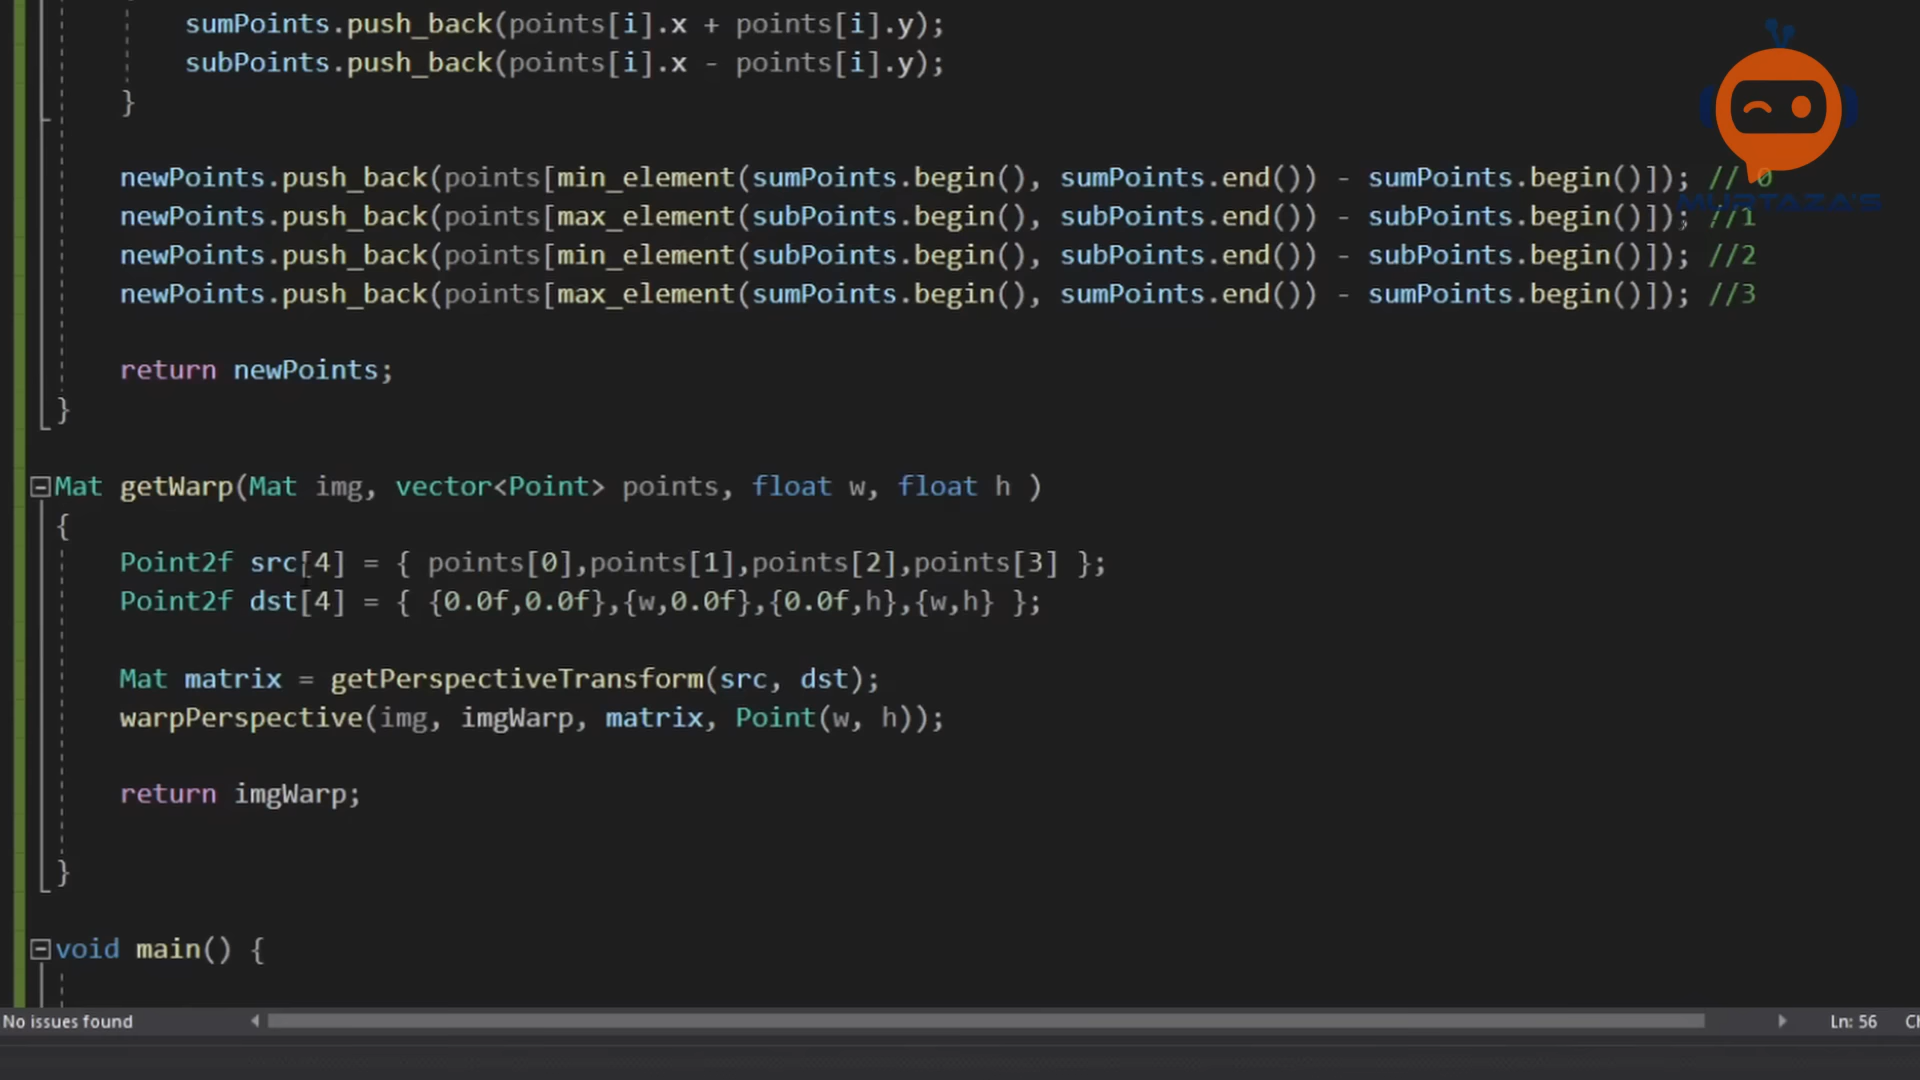 sumPoints.push_back(points[i].x + points[i].y);
subPoints.push_back(points[i].x - points[i].y);
}
newPoints.push_back(points[min_element(sumPoints.begin(), sumPoints.end()) - sumPoints.begin()]); // 0
newPoints.push_back(points[max_element(subPoints.begin(), subPoints.end()) - subPoints.begin()]); //1
newPoints.push_back(points[min_element(subPoints.begin(), subPoints.end()) - subPoints.begin()]); //2
newPoints.push_back(points[max_element(sumPoints.begin(), sumPoints.end()) - sumPoints.begin()]); //3
return newPoints;
}
Mat getWarp(Mat img, vector<Point> points, float w, float h )
{
Point2f src[4] = { points[0],points[1],points[2],points[3] };
Point2f dst[4] = { {0.0f,0.0f},{w,0.0f},{0.0f,h},{w,h} };
Mat matrix = getPerspectiveTransform(src, dst);
warpPerspective(img, imgWarp, matrix, Point(w, h));
return imgWarp;
}
void main() {
No issues found
Ln: 56
MURTAZA'S